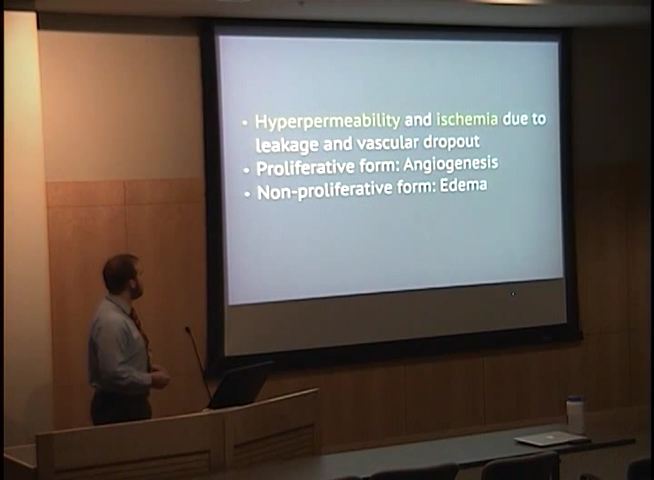 • Hyperpermeability and ischemia due to
leakage and vascular dropout
• Proliferative form: Angiogenesis
• Non-proliferative form: Edema